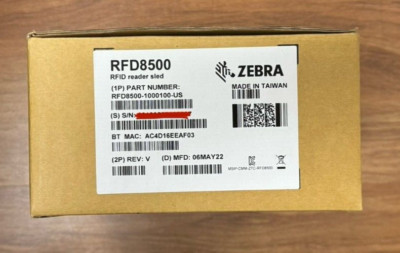 RFD8500
RFID reader sled
ZEBRA
(1P) PART NUMBER:
MADE IN TAIWAN
RFD8500-1000100-US
(S) S/N:
BT MAC: AC4D16EEAF03
(2P) REV: V
(D) MFD: 06MAY22